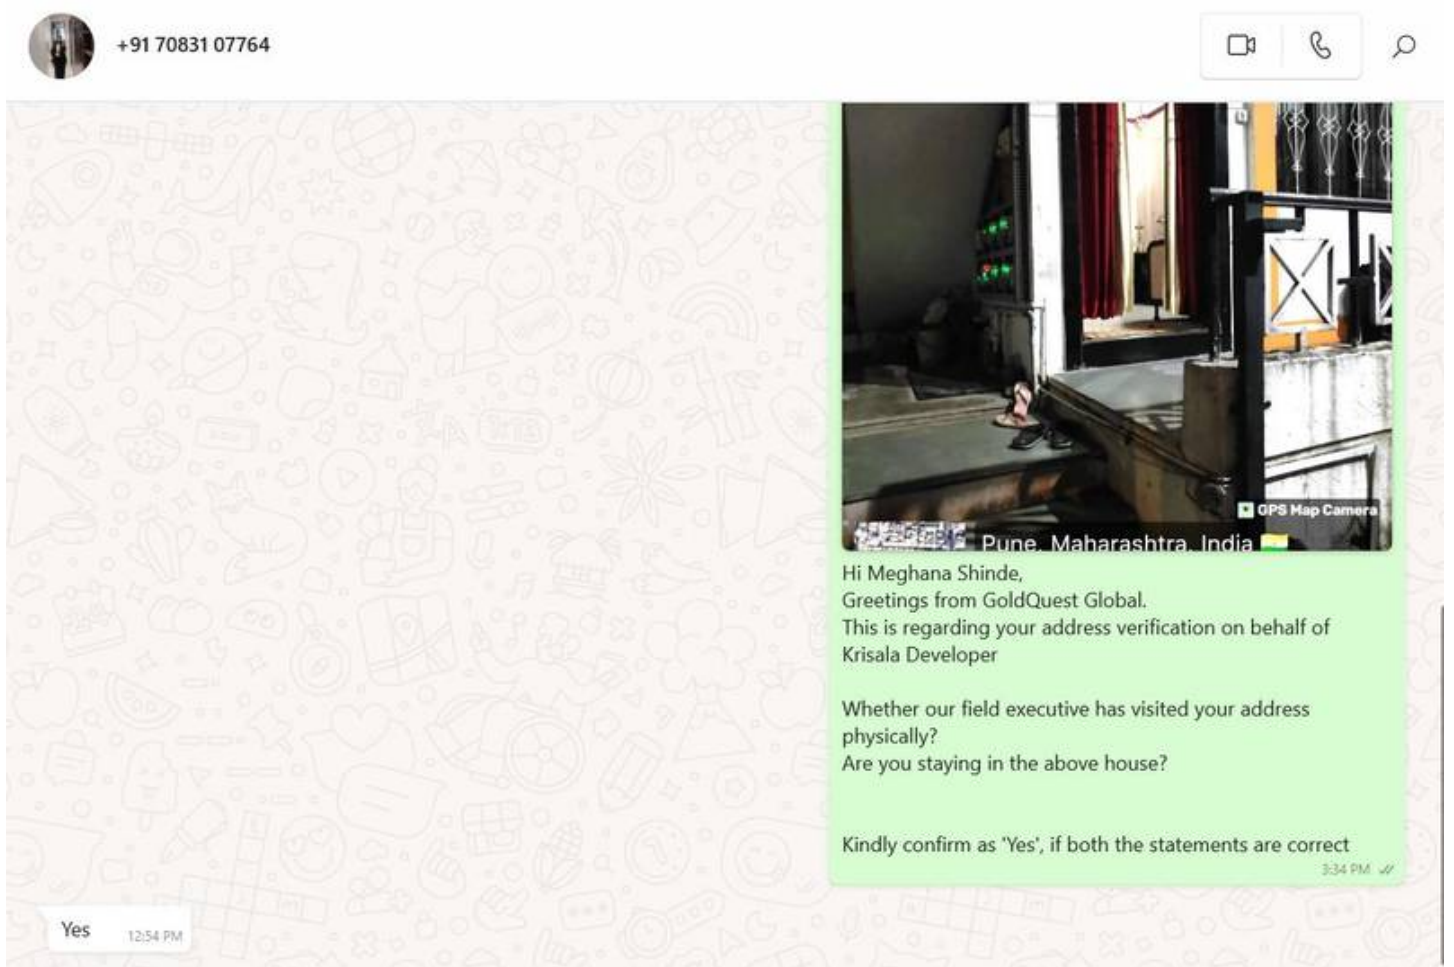 +91 70831 07764
GPS Map Camera
Pune, Maharashtra, India
Hi Meghana Shinde,
Greetings from GoldQuest Global.
This is regarding your address verification on behalf of
Krisala Developer
Whether our field executive has visited your address
physically?
Are you staying in the above house?
Kindly confirm as 'Yes', if both the statements are correct
3:34 PM
Yes
12:54 PM